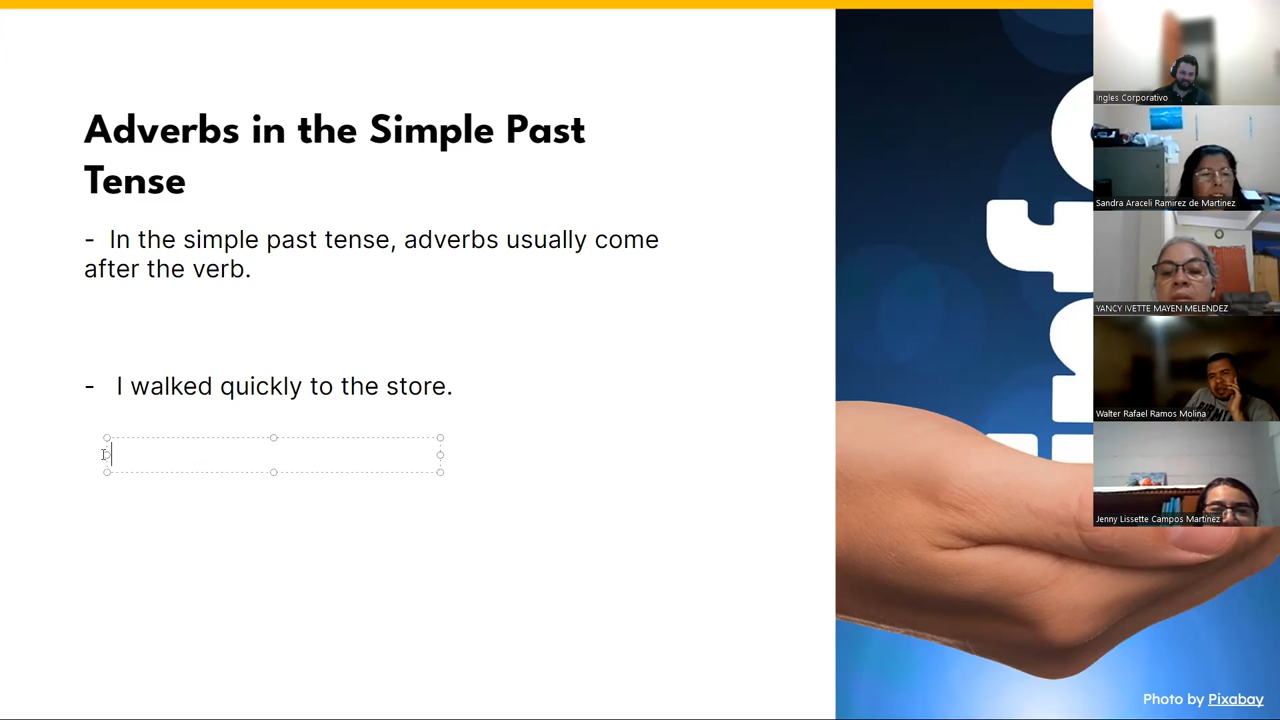 Adverbs in the Simple Past
Tense
- In the simple past tense, adverbs usually come
after the verb.
- I walked quickly to the store.
info
Ingles Corporativo
Sandra Araceli Ramirez de Martinez
YANCY IVETTE MAYEN MELENDEZ
Walter Rafael Ramos Molina
Jenny Lissette Campos Martinez
Photo by Pixabay